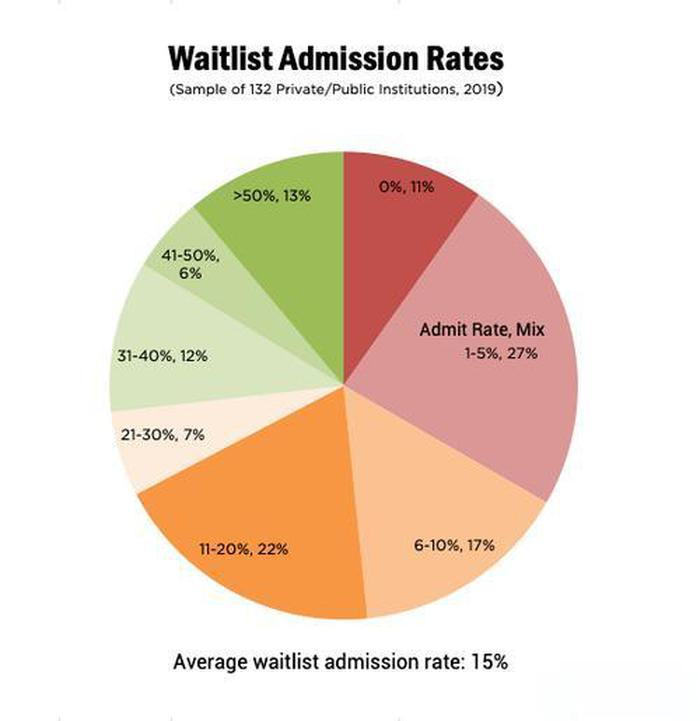 Waitlist Admission Rates
(Sample of 132 Private/Public Institutions, 2019)
>50%, 13%
0%, 11%
41-50%,
6%
Admit Rate, Mix
1-5%, 27%
31-40%, 12%
21-30%, 7%
11-20%, 22%
6-10%, 17%
Average waitlist admission rate: 15%